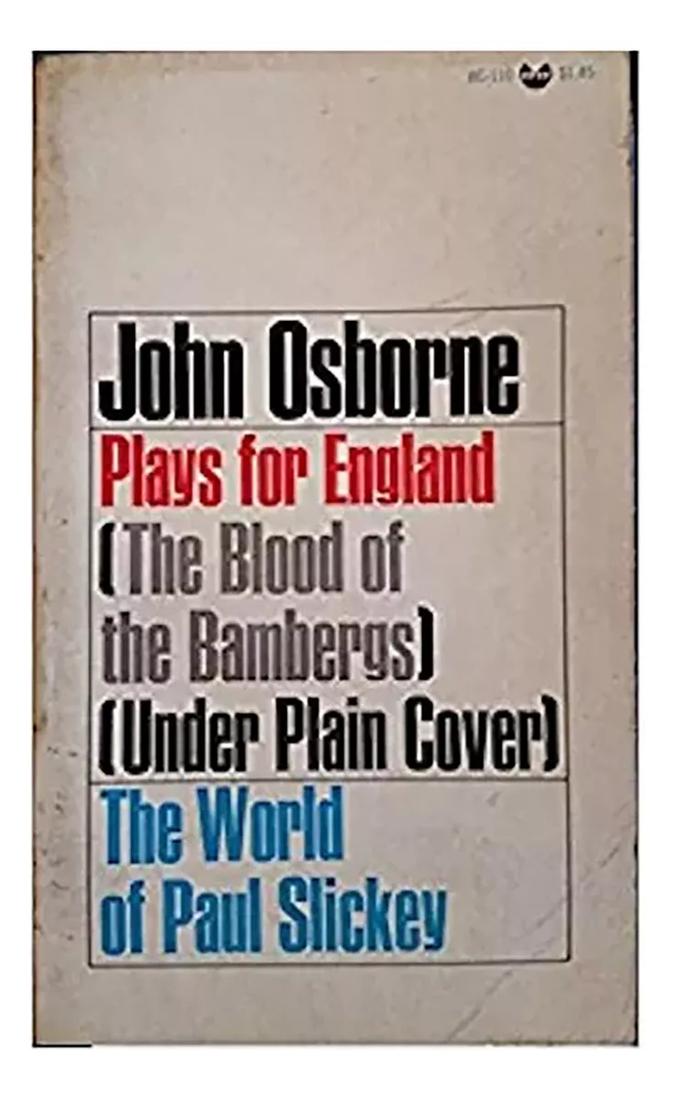 $1.85
John Osborne
Plays for England
(The Blood of
the Bambergs)
(Under Plain Cover)
The World
of Paul Slickey